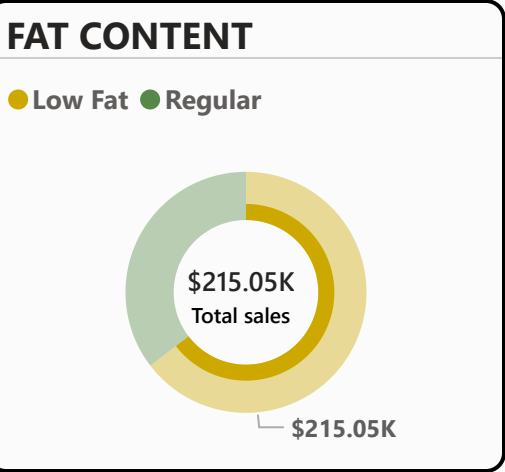 FAT CONTENT
Low Fat Regular
$215.05K
Total sales
$215.05K